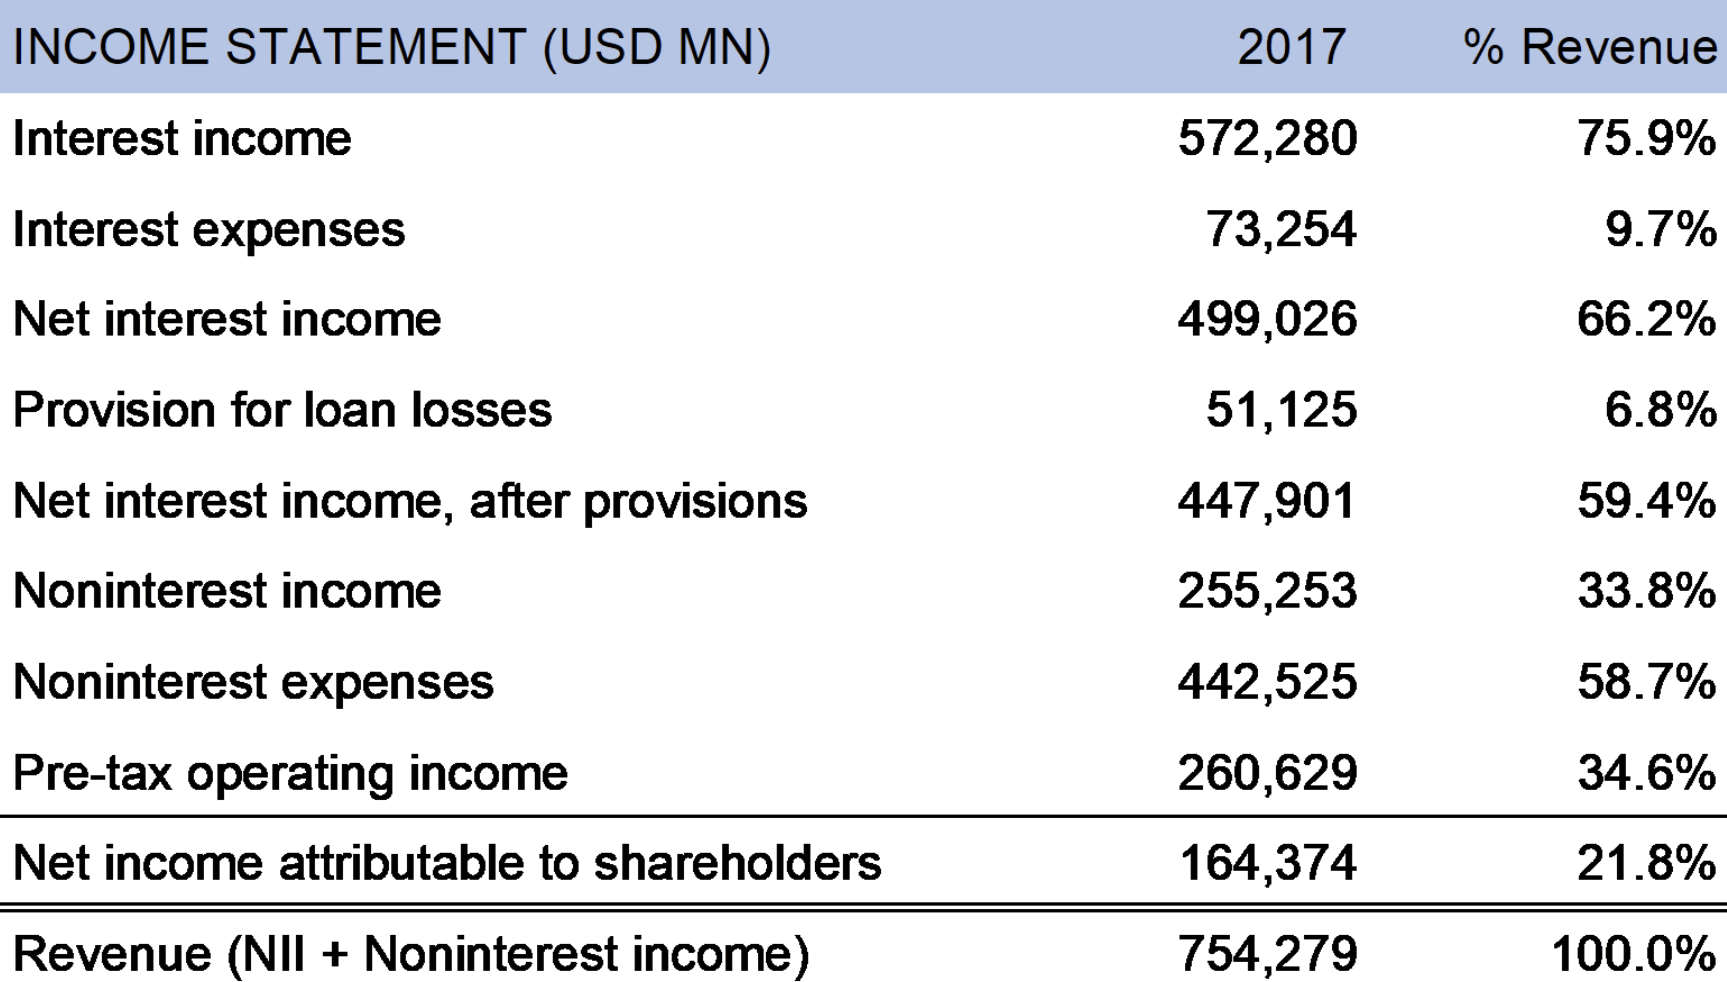 INCOME STATEMENT (USD MN) 2017 % Revenue
Interest income 572,280 75.9%
Interest expenses 73,254 9.7%
Net interest income 499,026 66.2%
Provision for loan losses 51,125 6.8%
Net interest income, after provisions 447,901 59.4%
Noninterest income 255,253 33.8%
Noninterest expenses 442,525 58.7%
Pre-tax operating income 260,629 34.6%
Net income attributable to shareholders 164,374 21.8%
Revenue (NII + Noninterest income) 754,279 100.0%